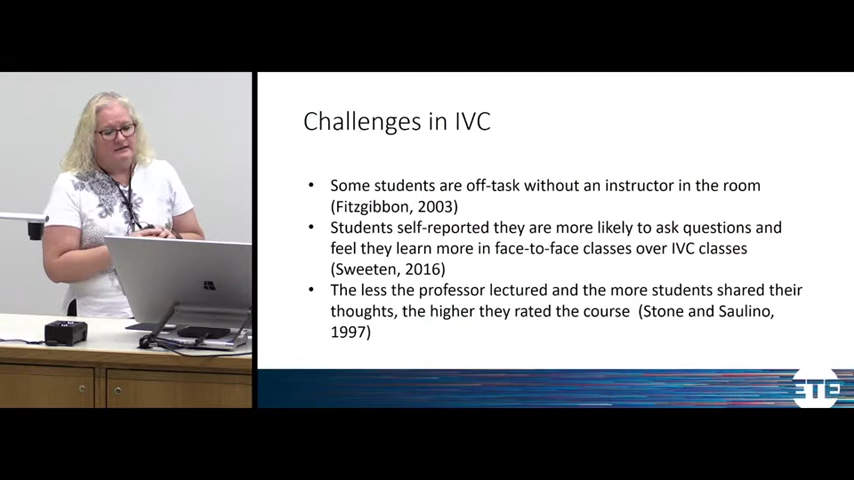 Challenges in IVC
• Some students are off-task without an instructor in the room
(Fitzgibbon, 2003)
• Students self-reported they are more likely to ask questions and
feel they learn more in face-to-face classes over IVC classes
(Sweeten, 2016)
• The less the professor lectured and the more students shared their
thoughts, the higher they rated the course (Stone and Saulino,
1997)
ETE